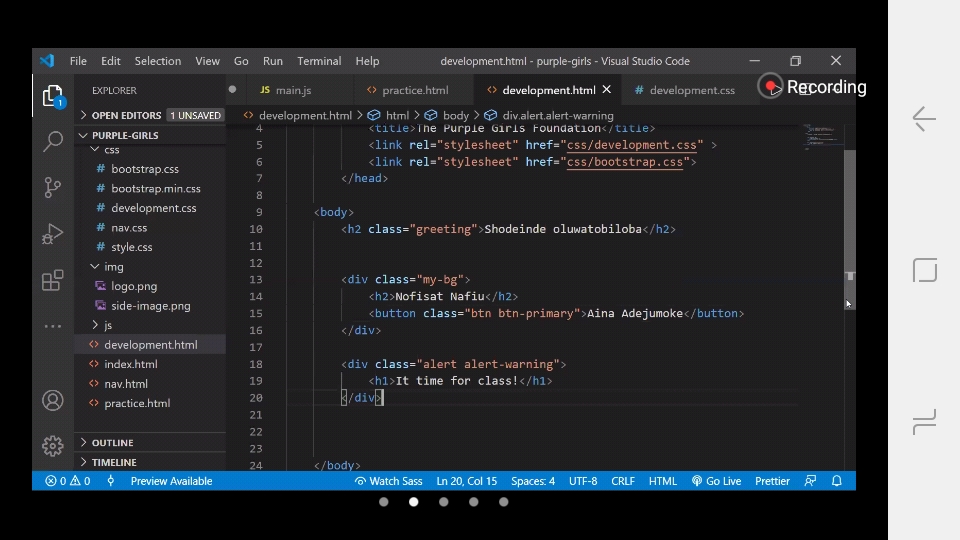 File Edit Selection View Go Run Terminal Help development.html - purple-girls - Visual Studio Code
EXPLORER
JS main.js <> practice.html <> development.html # development.css
Recording
OPEN EDITORS 1 UNSAVED
<> development.html > html > body > div.alert.alert-warning
PURPLE-GIRLS
css
# bootstrap.css
# bootstrap.min.css
# development.css
# nav.css
# style.css
img
logo.png
side-image.png
js
<> development.html
<> index.html
<> nav.html
<> practice.html
OUTLINE
TIMELINE
1
4 <title>The Purple Girls Foundation</title>
5 <link rel="stylesheet" href="css/development.css" >
6 <link rel="stylesheet" href="css/bootstrap.css">
7 </head>
8
9 <body>
10 <h2 class="greeting">Shodeinde oluwatobiloba</h2>
11
12
13 <div class="my-bg">
14 <h2>Nofisat Nafiu</h2>
15 <button class="btn btn-primary">Aina Adejumoke</button>
16 </div>
17
18 <div class="alert alert-warning">
19 <h1>It time for class!</h1>
20 </div>
21
22
23
24 </body>
0 0 Preview Available Watch Sass Ln 20, Col 15 Spaces: 4 UTF-8 CRLF HTML Go Live Prettier